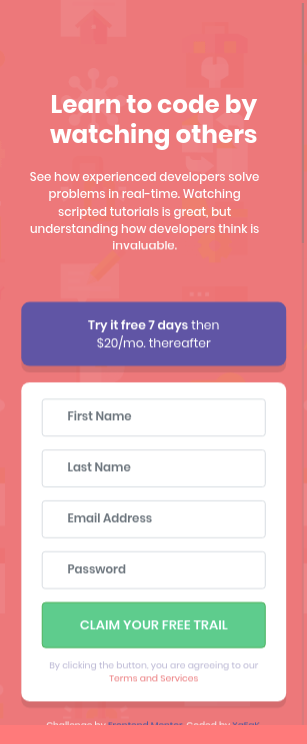 Learn to code by
watching others
See how experienced developers solve
problems in real-time. Watching
scripted tutorials is great, but
understanding how developers think is
invaluable.
Try it free 7 days then
$20/mo. thereafter
First Name
Last Name
Email Address
Password
CLAIM YOUR FREE TRAIL
By clicking the button, you are agreeing to our
Terms and Services
Challenge by Frontend Mentor. Coded by